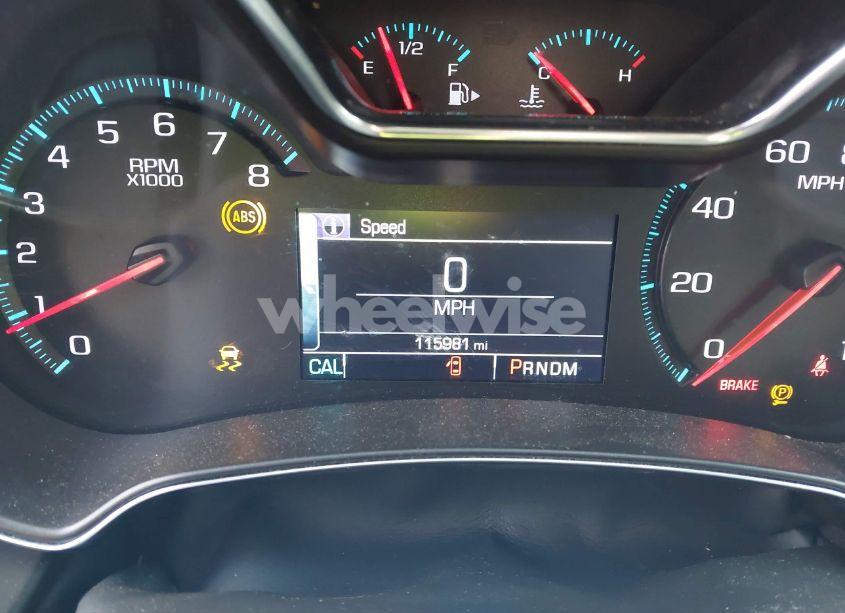 1/2
E
F
C
H
0
1
2
3
4
5
6
7
8
RPM
X1000
ABS
Speed
0
MPH
115981 mi
CAL
PRNDM
0
20
40
60
MPH
BRAKE
P
wheelwise